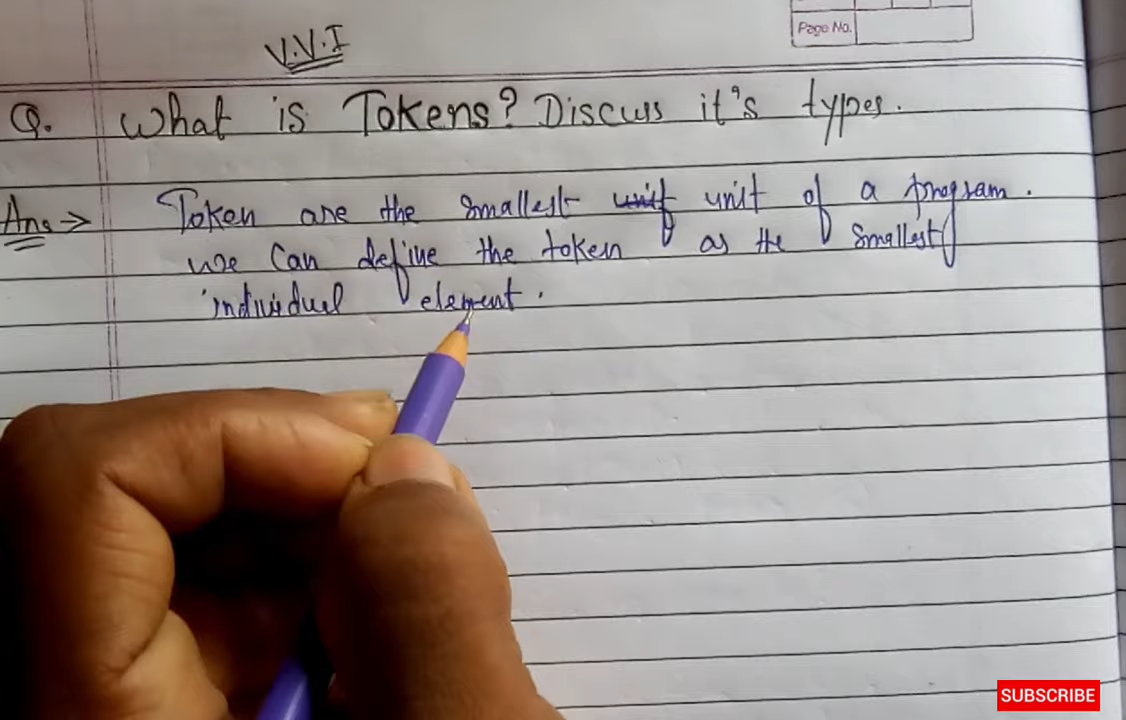 Page No.
V.V.I
Q. What is Tokens? Discuss it's types.
Ans → Token are the smallest unit unit of a program.
we can define the token as the smallest
individual element.
SUBSCRIBE